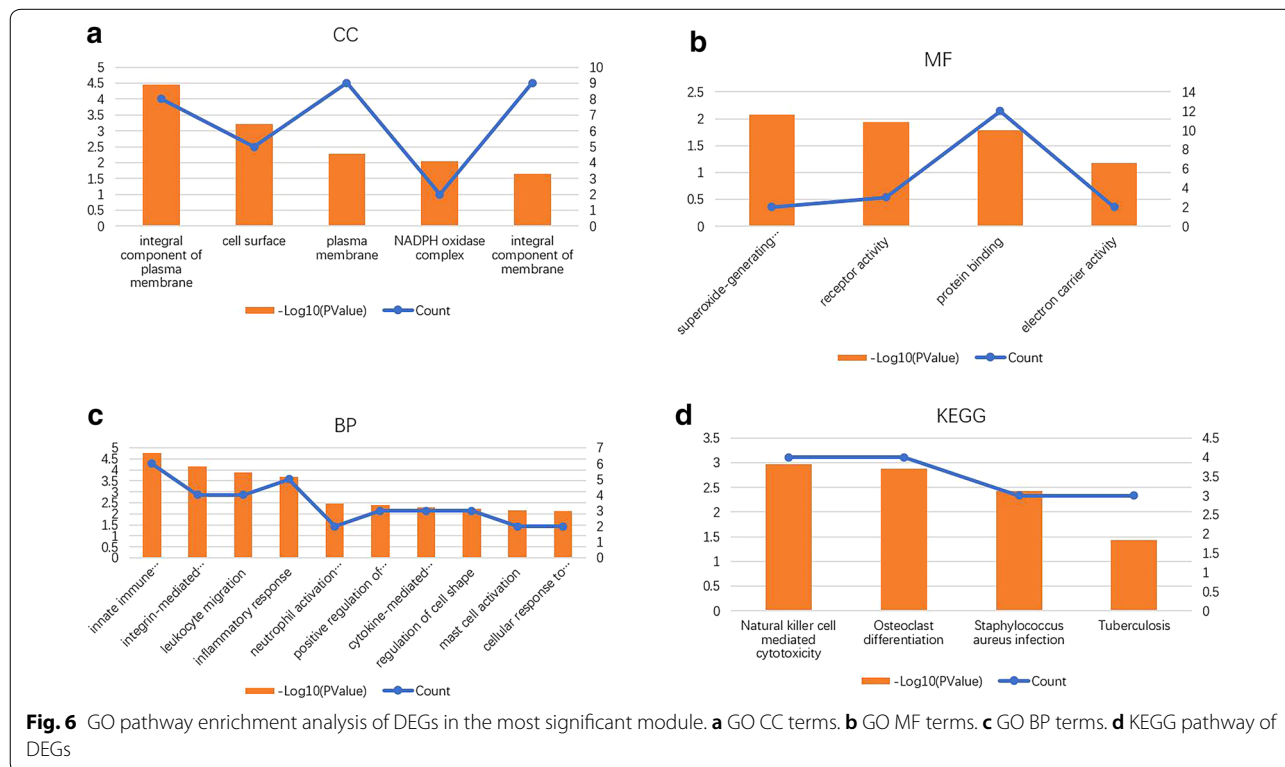 a
CC
5
4.5
4
3.5
3
2.5
2
1.5
1
0.5
0
10
9
8
7
6
5
4
3
2
1
0
integral
component of
plasma
membrane
cell surface
plasma
membrane
NADPH oxidase
complex
integral
component of
membrane
-Log10(PValue)
Count
b
MF
2.5
2
1.5
1
0.5
0
14
12
10
8
6
4
2
0
superoxide-generating...
receptor activity
protein binding
electron carrier activity
-Log10(PValue)
Count
c
BP
5
4.5
4
3.5
3
2.5
2
1.5
1
0.5
0
7
6
5
4
3
2
1
0
innate immune...
integrin-mediated...
leukocyte migration
inflammatory response
neutrophil activation...
positive regulation of...
cytokine-mediated...
regulation of cell shape
mast cell activation
cellular response to...
-Log10(PValue)
Count
d
KEGG
3.5
3
2.5
2
1.5
1
0.5
0
4.5
4
3.5
3
2.5
2
1.5
1
0.5
0
Natural killer cell
mediated
cytotoxicity
Osteoclast
differentiation
Staphylococcus
aureus infection
Tuberculosis
-Log10(PValue)
Count
Fig. 6 GO pathway enrichment analysis of DEGs in the most significant module. a GO CC terms. b GO MF terms. c GO BP terms. d KEGG pathway of
DEGs